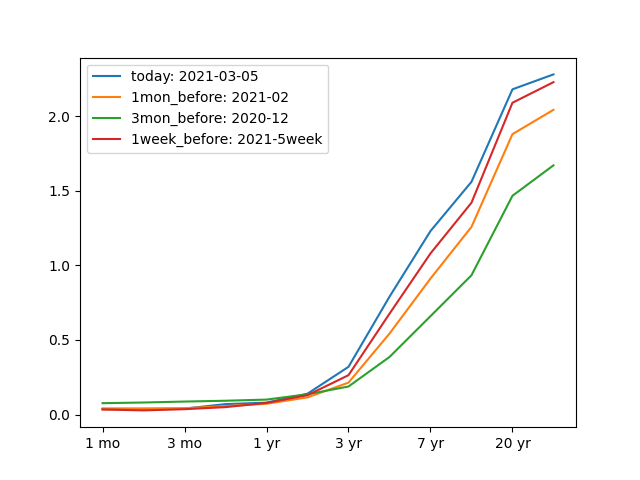 today: 2021-03-05
1mon_before: 2021-02
3mon_before: 2020-12
1week_before: 2021-5week
2.0
1.5
1.0
0.5
0.0
1 mo 3 mo 1 yr 3 yr 7 yr 20 yr